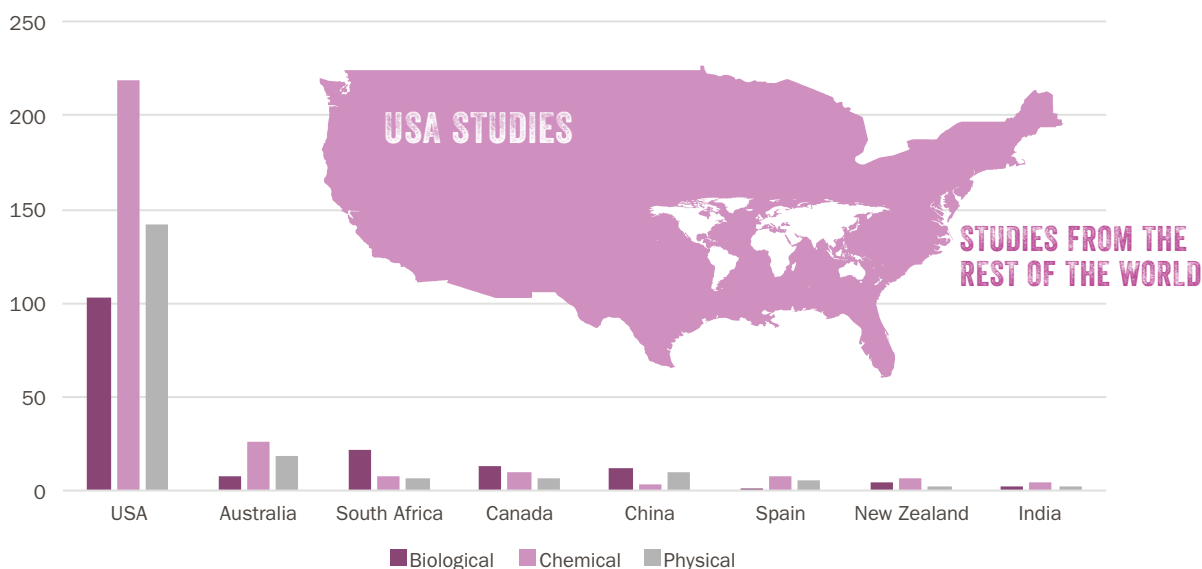 250
200
150
100
50
0
USA STUDIES
STUDIES FROM THE
REST OF THE WORLD
USA Australia South Africa Canada China Spain New Zealand India
Biological Chemical Physical